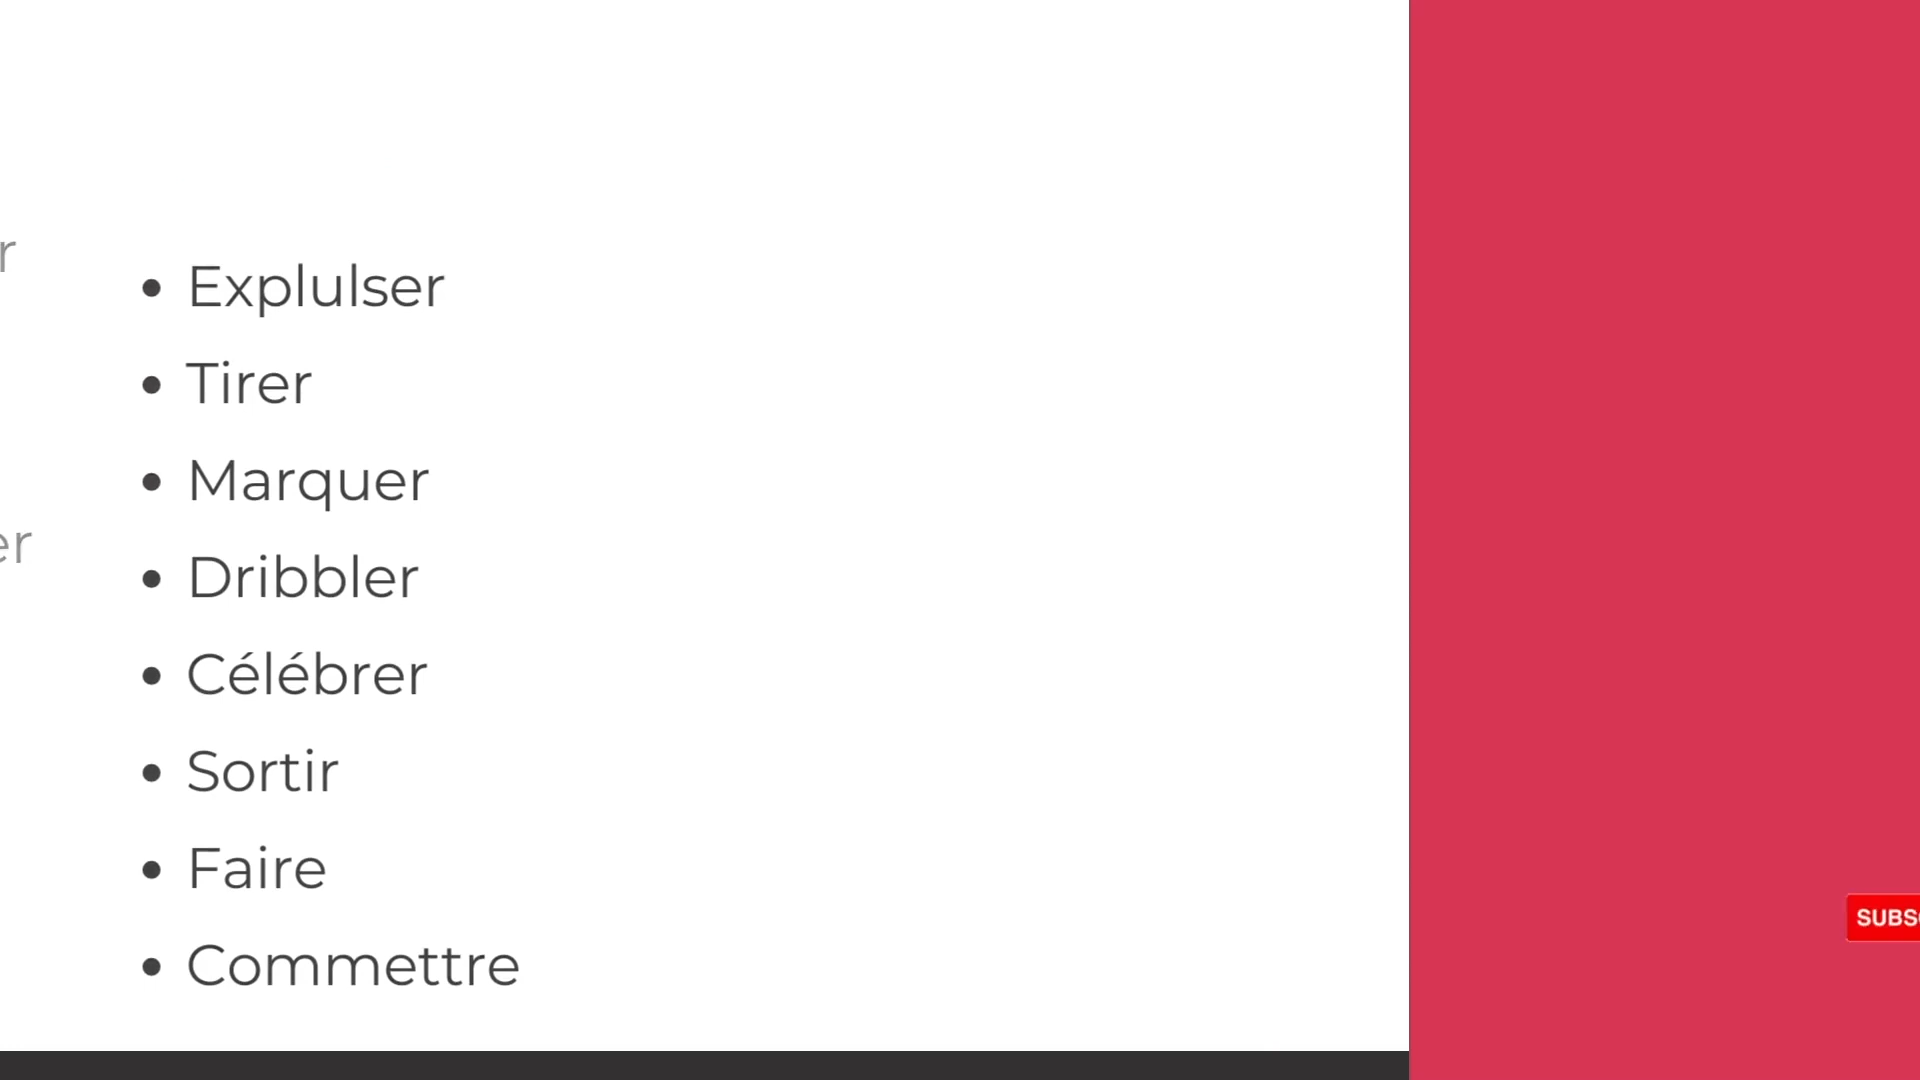 Explulser
Tirer
Marquer
Dribbler
Célébrer
Sortir
Faire
Commettre